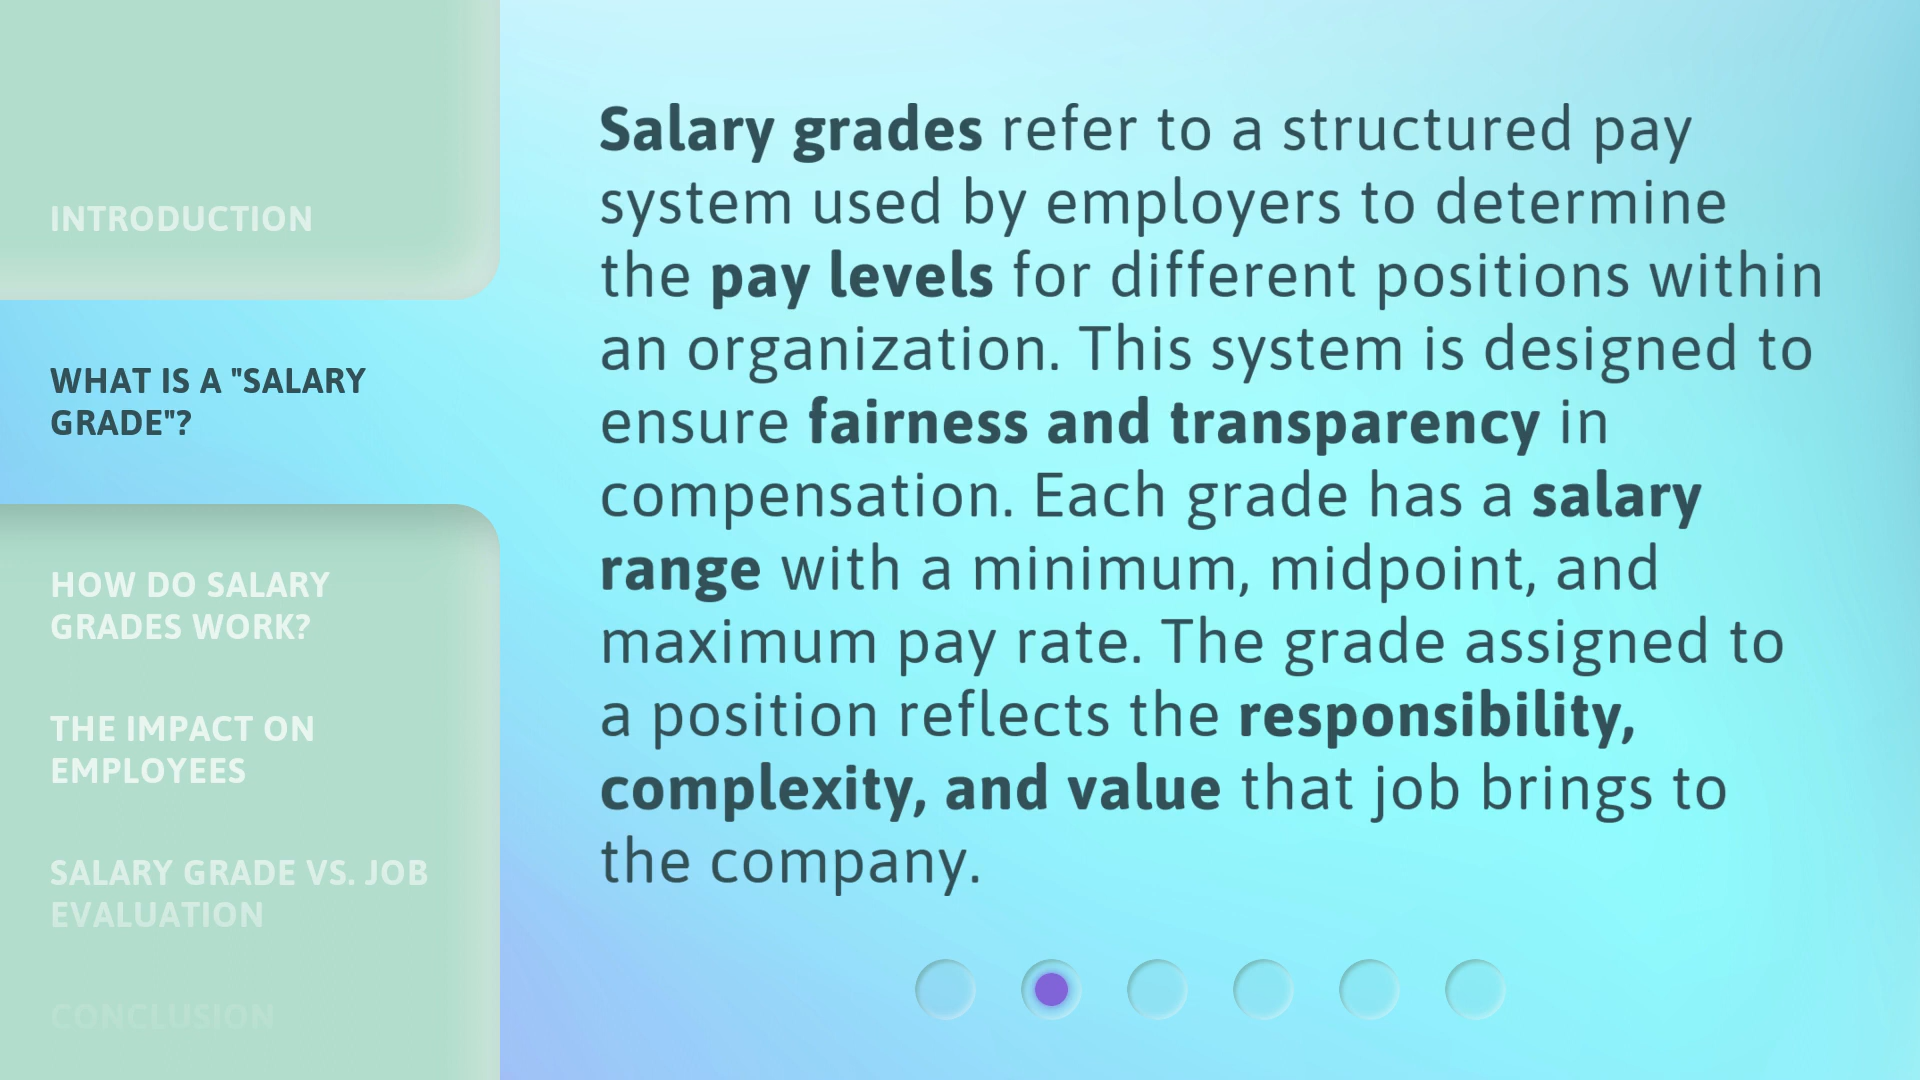 INTRODUCTION
WHAT IS A "SALARY
GRADE"?
HOW DO SALARY
GRADES WORK?
THE IMPACT ON
EMPLOYEES
SALARY GRADE VS. JOB
EVALUATION
CONCLUSION
Salary grades refer to a structured pay
system used by employers to determine
the pay levels for different positions within
an organization. This system is designed to
ensure fairness and transparency in
compensation. Each grade has a salary
range with a minimum, midpoint, and
maximum pay rate. The grade assigned to
a position reflects the responsibility,
complexity, and value that job brings to
the company.